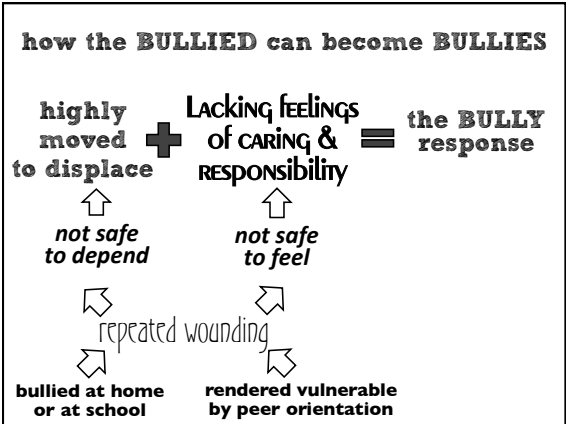 how the BULLIED can become BULLIES
highly
moved
to displace
+
Lacking feelings
of caring &
responsibility
=
the BULLY
response
not safe
to depend
not safe
to feel
repeated wounding
bullied at home
or at school
rendered vulnerable
by peer orientation